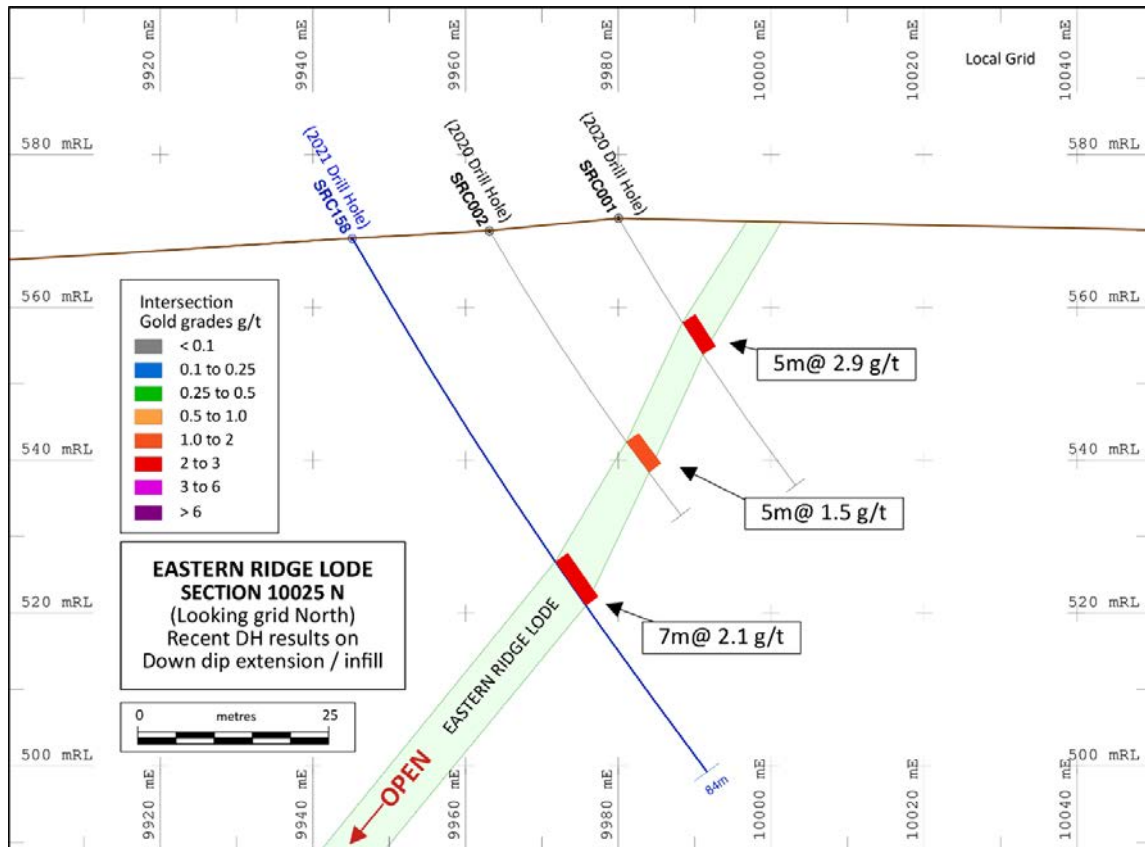 9920 mE
9940 mE
9960 mE
9980 mE
10000 mE
10020 mE
10040 mE
Local Grid
580 mRL
580 mRL
(2021 Drill Hole)
SRC158
(2020 Drill Hole)
SRC002
(2020 Drill Hole)
SRC001
560 mRL
560 mRL
Intersection
Gold grades g/t
< 0.1
0.1 to 0.25
0.25 to 0.5
0.5 to 1.0
1.0 to 2
2 to 3
3 to 6
> 6
5m@ 2.9 g/t
540 mRL
540 mRL
5m@ 1.5 g/t
EASTERN RIDGE LODE
SECTION 10025 N
(Looking grid North)
Recent DH results on
Down dip extension / infill
520 mRL
520 mRL
7m@ 2.1 g/t
EASTERN RIDGE LODE
0 metres 25
500 mRL
500 mRL
OPEN
84m
9920 mE
9940 mE
9960 mE
9980 mE
10000 mE
10020 mE
10040 mE